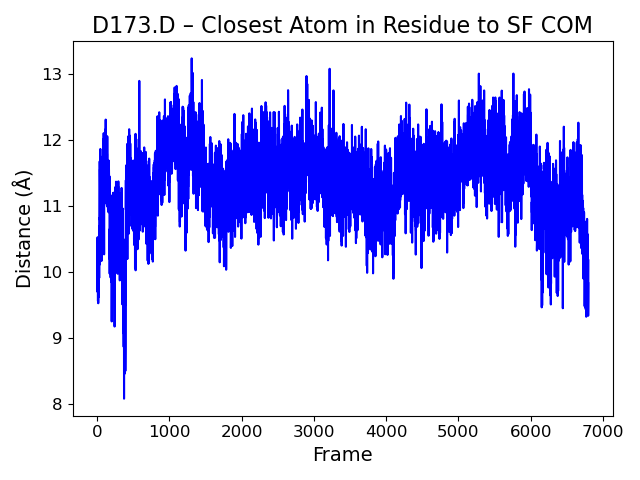 D173.D – Closest Atom in Residue to SF COM
13
12
11
10
9
8
Distance (Å)
0 1000 2000 3000 4000 5000 6000 7000
Frame